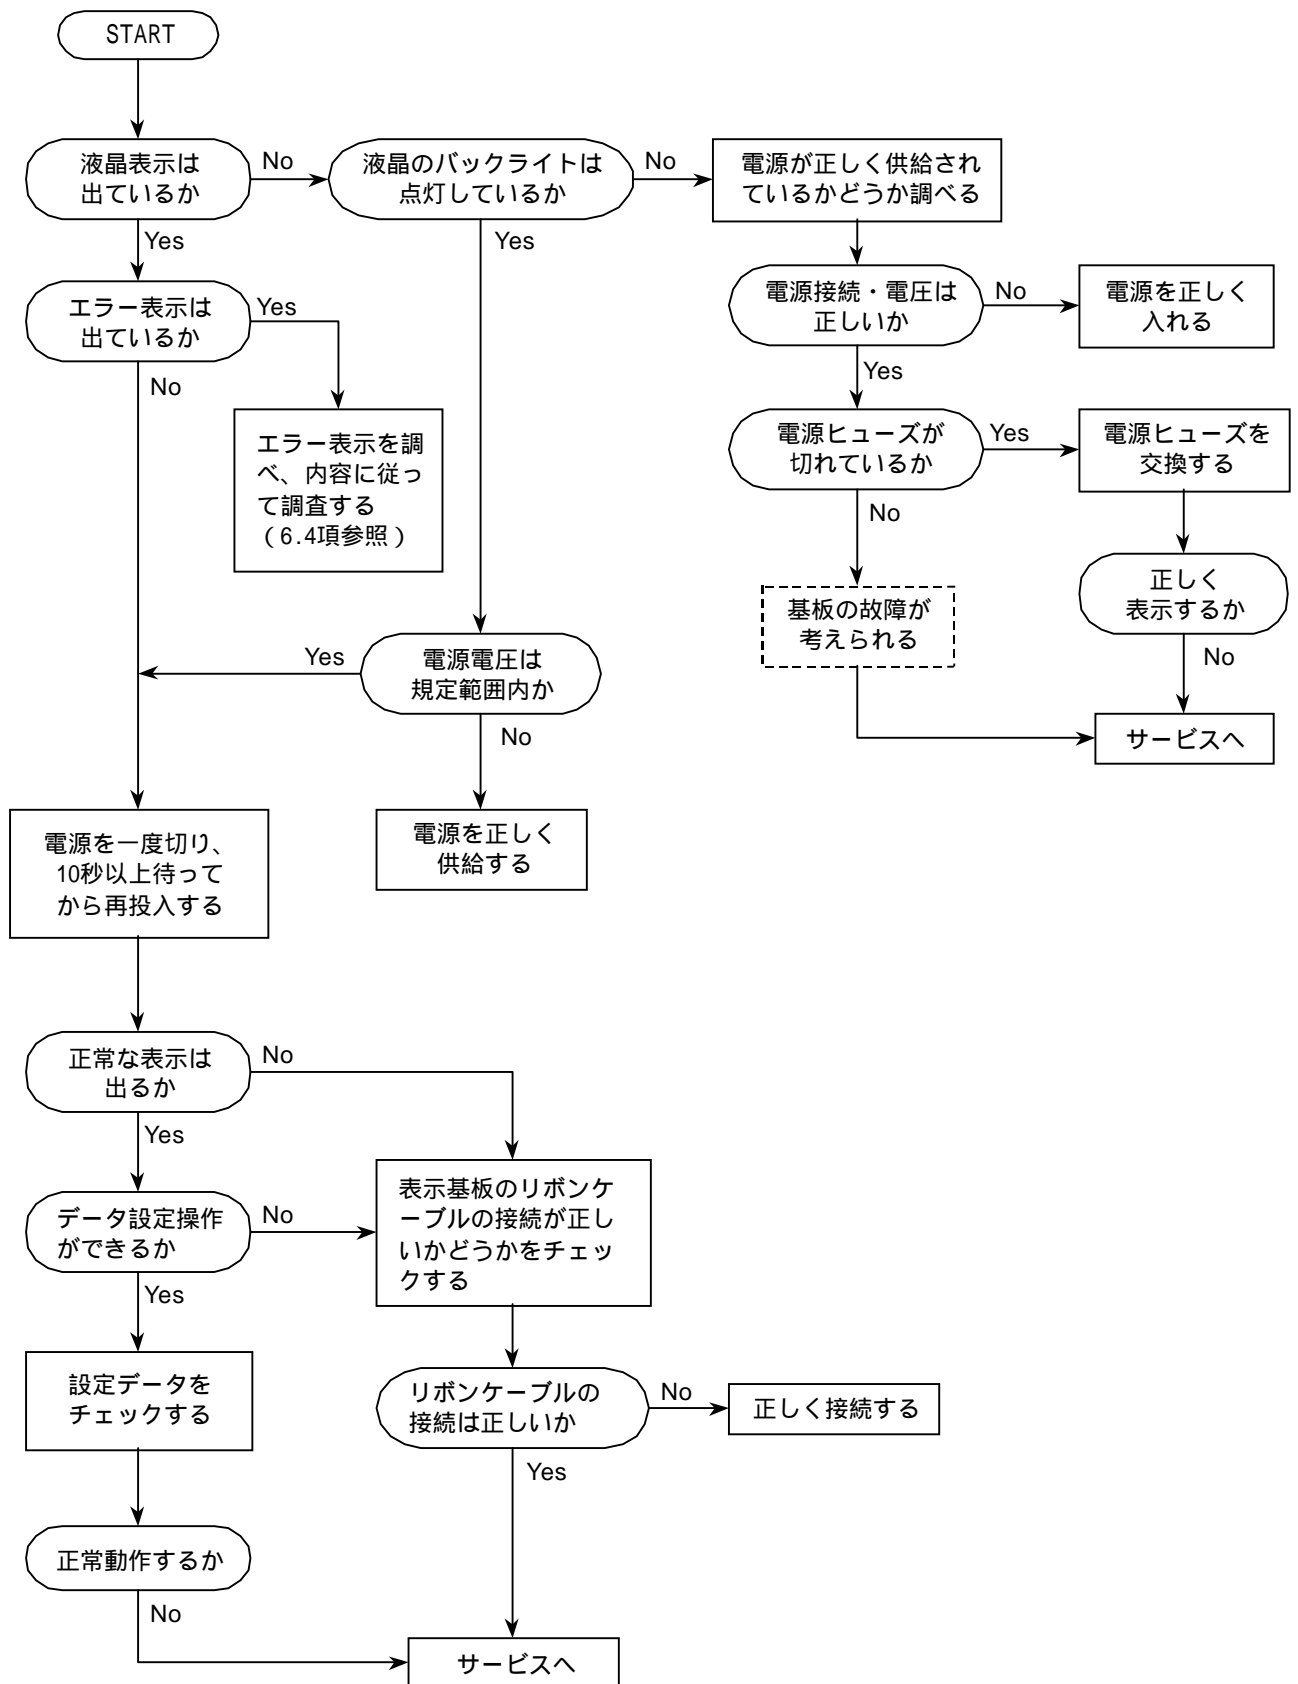 START
液晶表示は
出ているか
No
液晶のバックライトは
点灯しているか
No
電源が正しく供給され
ているかどうか調べる
Yes
Yes
エラー表示は
出ているか
Yes
電源接続・電圧は
正しいか
No
電源を正しく
入れる
No
Yes
エラー表示を調
べ、内容に従っ
て調査する
(6.4項参照)
電源ヒューズが
切れているか
Yes
電源ヒューズを
交換する
No
正しく
表示するか
基板の故障が
考えられる
Yes
電源電圧は
規定範囲内か
No
No
サービスへ
電源を一度切り、
10秒以上待って
から再投入する
電源を正しく
供給する
正常な表示は
出るか
No
Yes
表示基板のリボンケ
ーブルの接続が正し
いかどうかをチェッ
クする
データ設定操作
ができるか
No
Yes
設定データを
チェックする
リボンケーブルの
接続は正しいか
No
正しく接続する
Yes
正常動作するか
No
サービスへ